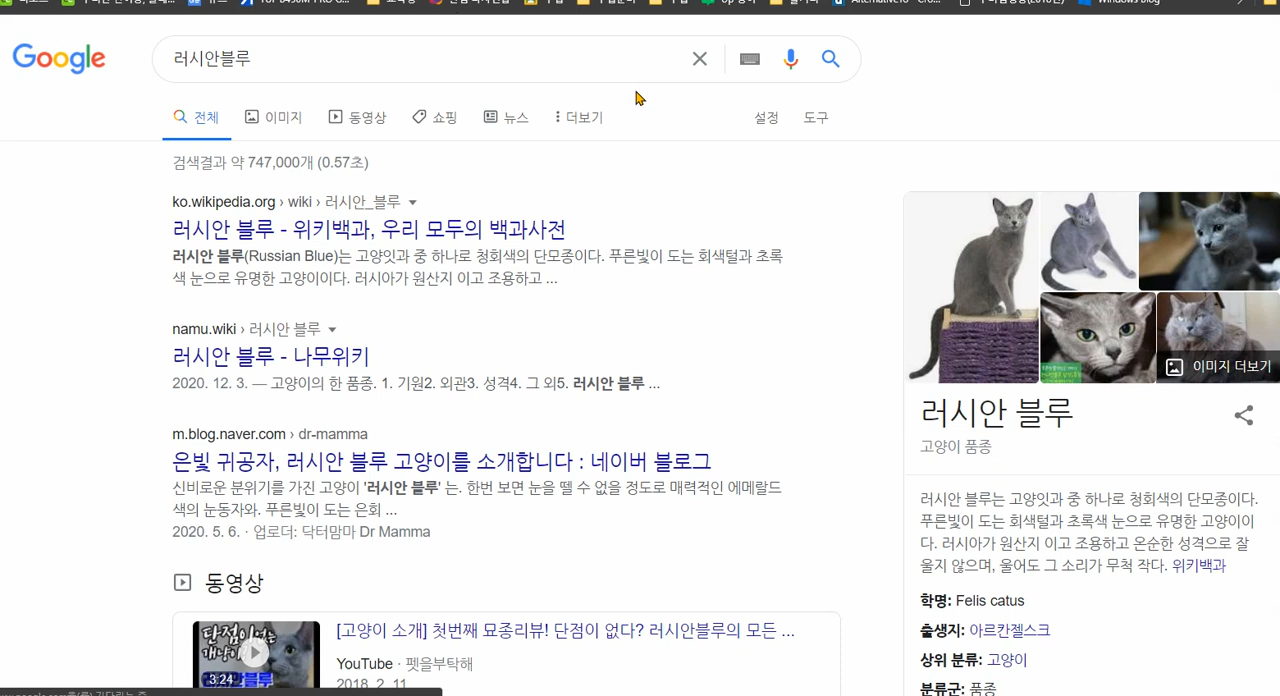 Windows Blog
Google
러시안블루
전체
이미지
동영상
쇼핑
뉴스
더보기
설정
도구
검색결과 약 747,000개 (0.57초)
ko.wikipedia.org › wiki › 러시안_블루
러시안 블루 - 위키백과, 우리 모두의 백과사전
러시안 블루(Russian Blue)는 고양잇과 중 하나로 청회색의 단모종이다. 푸른빛이 도는 회색털과 초록
색 눈으로 유명한 고양이이다. 러시아가 원산지 이고 조용하고 ...
namu.wiki › 러시안 블루
러시안 블루 - 나무위키
2020. 12. 3. — 고양이의 한 품종. 1. 기원2. 외관3. 성격4. 그 외5. 러시안 블루 ...
m.blog.naver.com › dr-mamma
은빛 귀공자, 러시안 블루 고양이를 소개합니다 : 네이버 블로그
신비로운 분위기를 가진 고양이 '러시안 블루' 는. 한번 보면 눈을 뗄 수 없을 정도로 매력적인 에메랄드
색의 눈동자와. 푸른빛이 도는 은회 ...
2020. 5. 6. · 업로더: 닥터맘마 Dr Mamma
동영상
단점이없는
개냥이
블루
3:24
[고양이 소개] 첫번째 묘종리뷰! 단점이 없다? 러시안블루의 모든 ...
YouTube · 펫을부탁해
2018. 2. 11.
이미지 더보기
러시안 블루
고양이 품종
러시안 블루는 고양잇과 중 하나로 청회색의 단모종이다.
푸른빛이 도는 회색털과 초록색 눈으로 유명한 고양이이
다. 러시아가 원산지 이고 조용하고 온순한 성격으로 잘
울지 않으며, 울어도 그 소리가 무척 작다. 위키백과
학명: Felis catus
출생지: 아르칸젤스크
상위 분류: 고양이
분류군: 품종